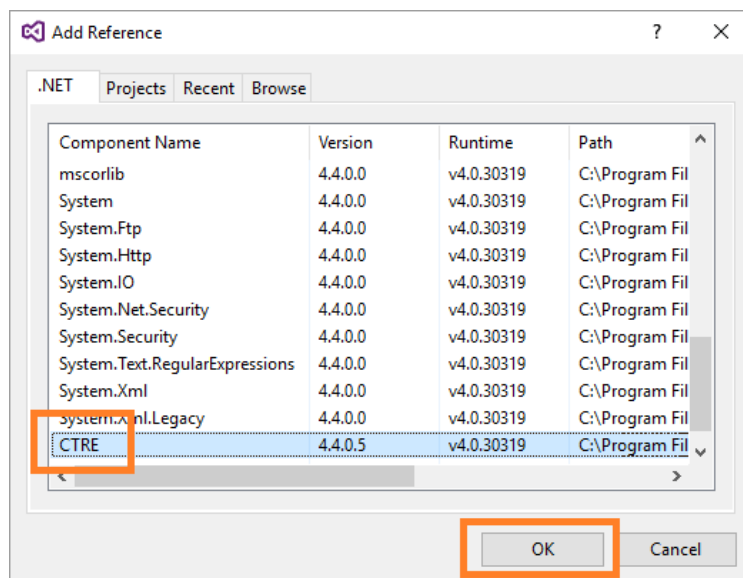 Add Reference ? X
.NET Projects Recent Browse
Component Name Version Runtime Path
mscorlib 4.4.0.0 v4.0.30319 C:\Program Fil
System 4.4.0.0 v4.0.30319 C:\Program Fil
System.Ftp 4.4.0.0 v4.0.30319 C:\Program Fil
System.Http 4.4.0.0 v4.0.30319 C:\Program Fil
System.IO 4.4.0.0 v4.0.30319 C:\Program Fil
System.Net.Security 4.4.0.0 v4.0.30319 C:\Program Fil
System.Security 4.4.0.0 v4.0.30319 C:\Program Fil
System.Text.RegularExpressions 4.4.0.0 v4.0.30319 C:\Program Fil
System.Xml 4.4.0.0 v4.0.30319 C:\Program Fil
System.Xml.Legacy 4.4.0.0 v4.0.30319 C:\Program Fil
CTRE 4.4.0.5 v4.0.30319 C:\Program Fil
OK Cancel